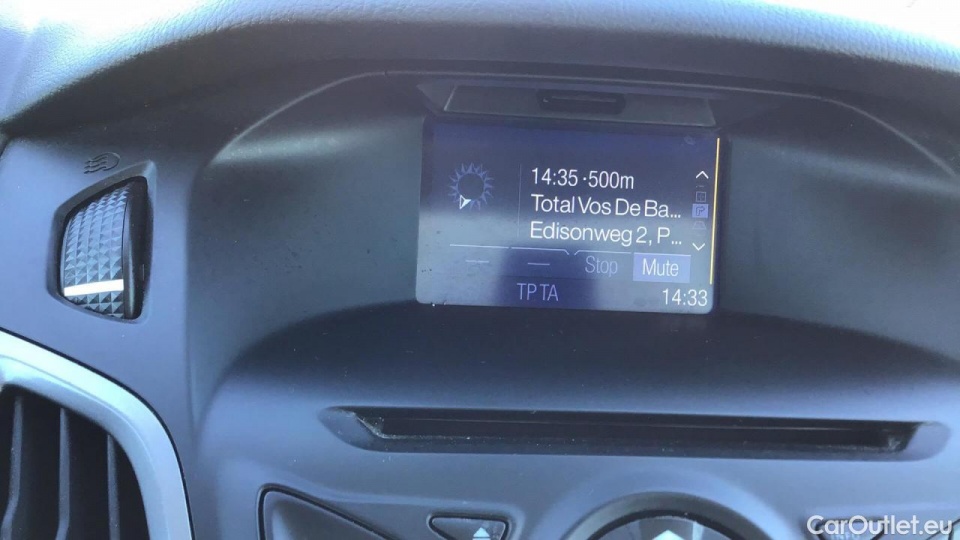 14:35 ·500m
Total Vos De Ba...
Edisonweg 2, P...
Stop Mute
TP TA 14:33
CarOutlet.eu